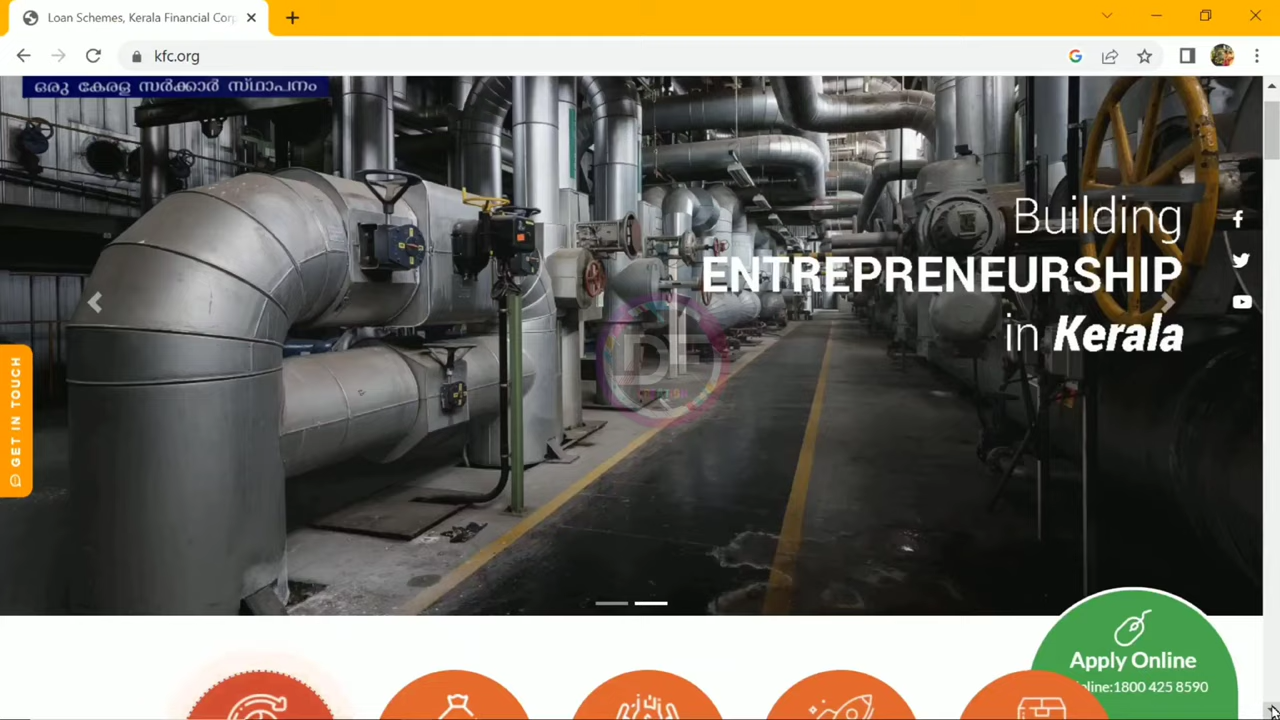 Loan Schemes, Kerala Financial Corp
kfc.org
ഒരു കേരള സർക്കാർ സ്ഥാപനം
Building
ENTREPRENEURSHIP
in Kerala
GET IN TOUCH
Apply Online
line:1800 425 8590